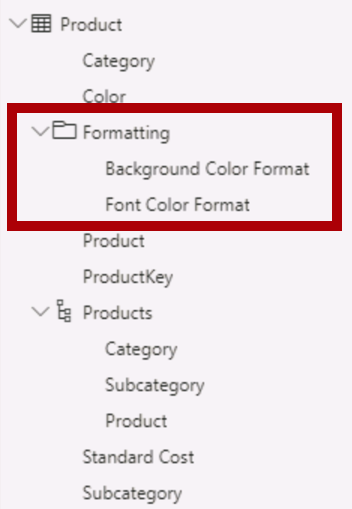 Product
Category
Color
Formatting
Background Color Format
Font Color Format
Product
ProductKey
Products
Category
Subcategory
Product
Standard Cost
Subcategory